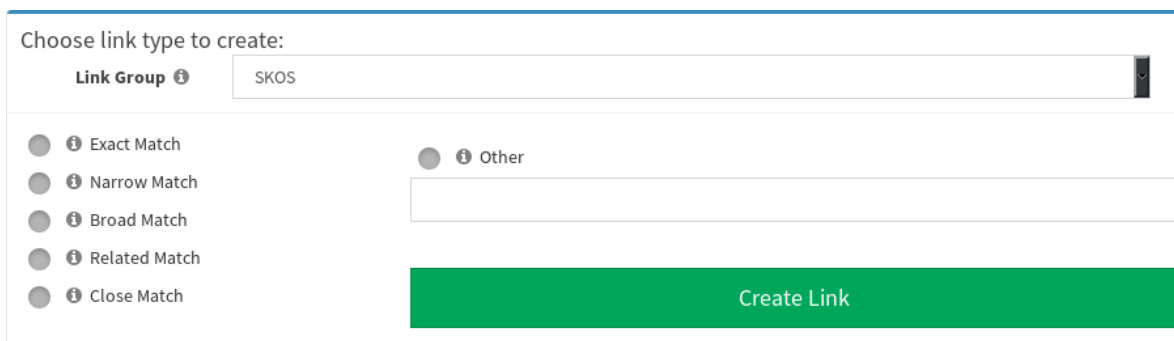 Choose link type to create:
Link Group
SKOS
Exact Match
Narrow Match
Broad Match
Related Match
Close Match
Other
Create Link